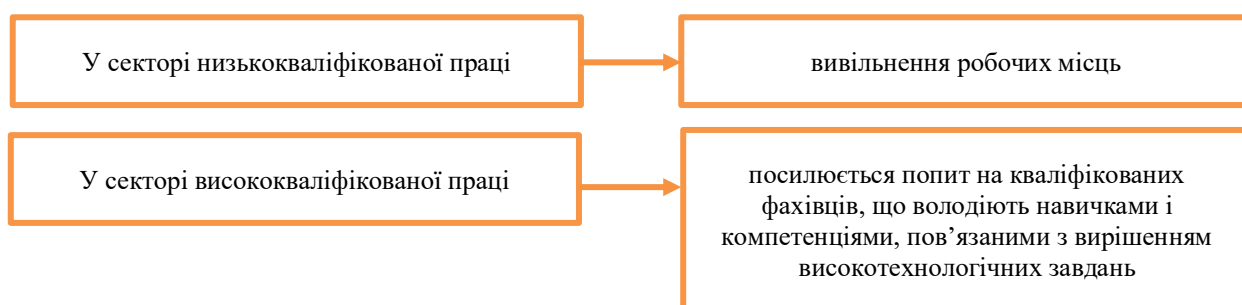 У секторі низькокваліфікованої праці
вивільнення робочих місць
У секторі висококваліфікованої праці
посилюється попит на кваліфікованих
фахівців, що володіють навичками і
компетенціями, пов’язаними з вирішенням
високотехнологічних завдань